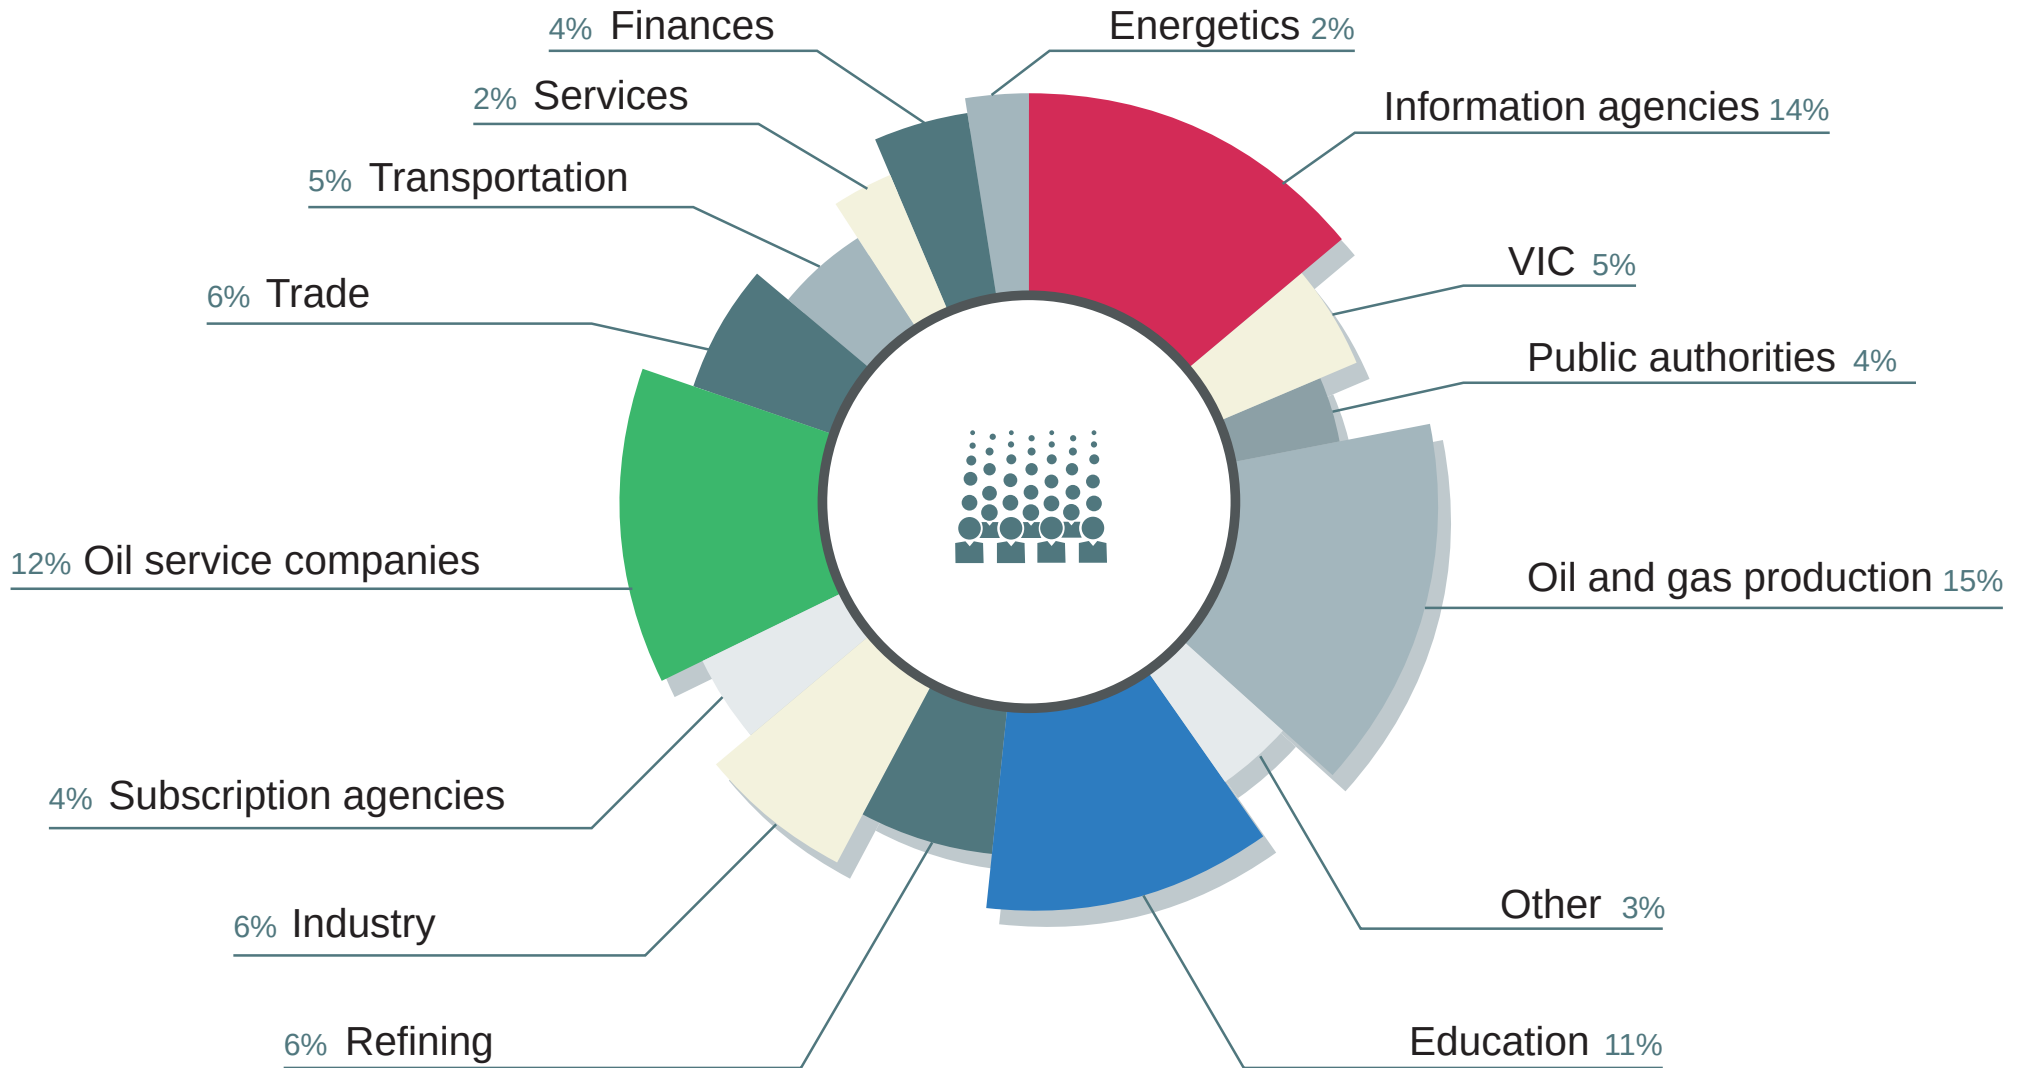 4% Finances
Energetics 2%
2% Services
Information agencies 14%
5% Transportation
VIC 5%
6% Trade
Public authorities 4%
12% Oil service companies
Oil and gas production 15%
4% Subscription agencies
Other 3%
6% Industry
6% Refining
Education 11%